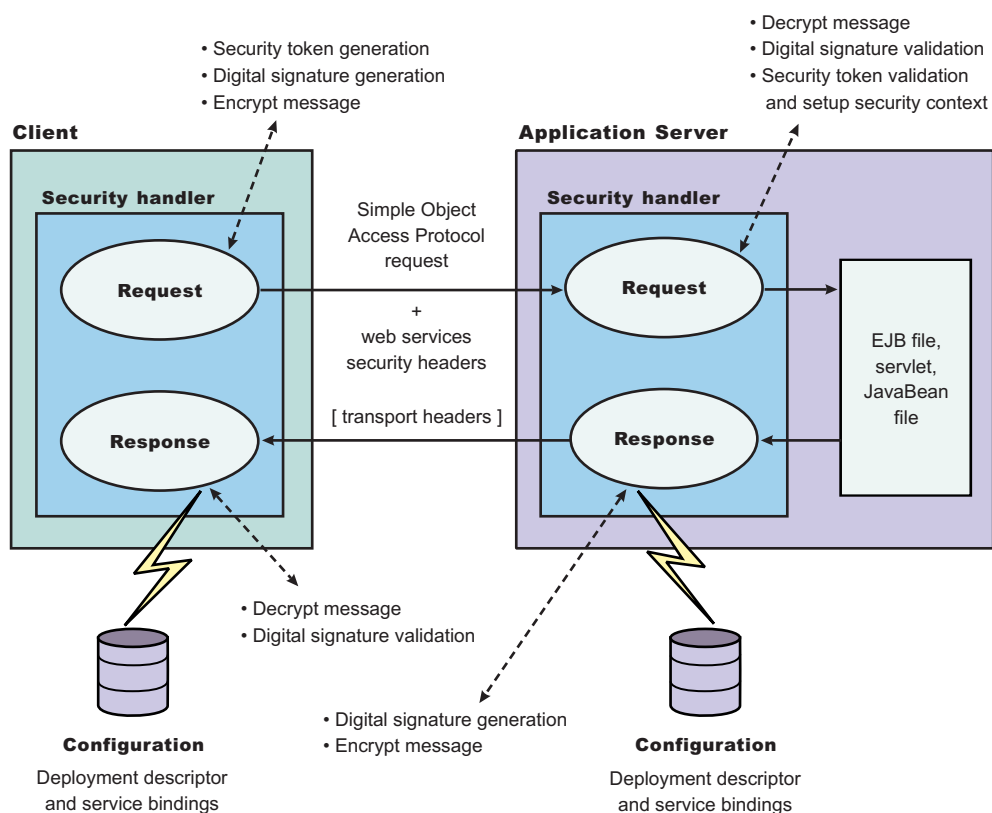 • Security token generation
• Digital signature generation
• Encrypt message
• Decrypt message
• Digital signature validation
• Security token validation
and setup security context
Client
Application Server
Security handler
Security handler
Simple Object
Access Protocol
request
Request
Request
+
web services
security headers
EJB file,
servlet,
JavaBean
file
[ transport headers ]
Response
Response
• Decrypt message
• Digital signature validation
• Digital signature generation
• Encrypt message
Configuration
Deployment descriptor
and service bindings
Configuration
Deployment descriptor
and service bindings